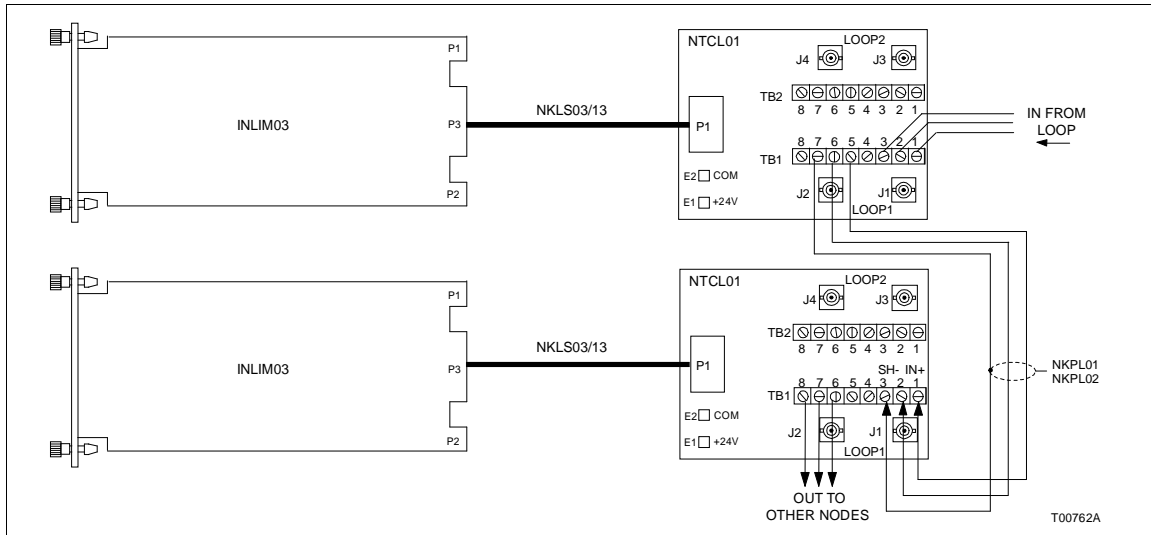 NTCL01
LOOP2
P1
J4
J3
TB2
8 7 6 5 4 3 2 1
NKLS03/13
INLIM03
P3
P1
IN FROM
LOOP
8 7 6 5 4 3 2 1
TB1
E2 COM
P2
J2
J1
E1 +24V
LOOP1
NTCL01
LOOP2
P1
J4
J3
TB2
8 7 6 5 4 3 2 1
NKLS03/13
INLIM03
P3
P1
SH- IN+
NKPL01
NKPL02
8 7 6 5 4 3 2 1
TB1
E2 COM
P2
J2
J1
E1 +24V
LOOP1
OUT TO
OTHER NODES
T00762A